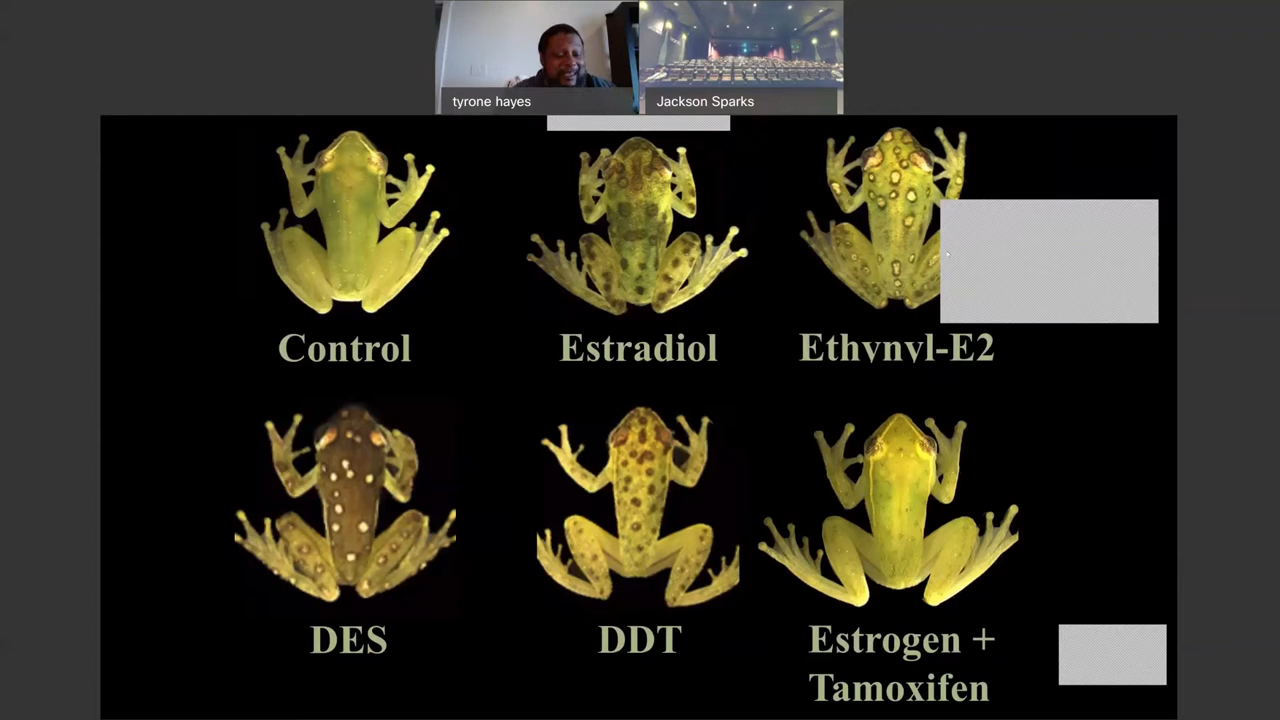 tyrone hayes
Jackson Sparks
Control
Estradiol
Ethynyl-E2
DES
DDT
Estrogen +
Tamoxifen